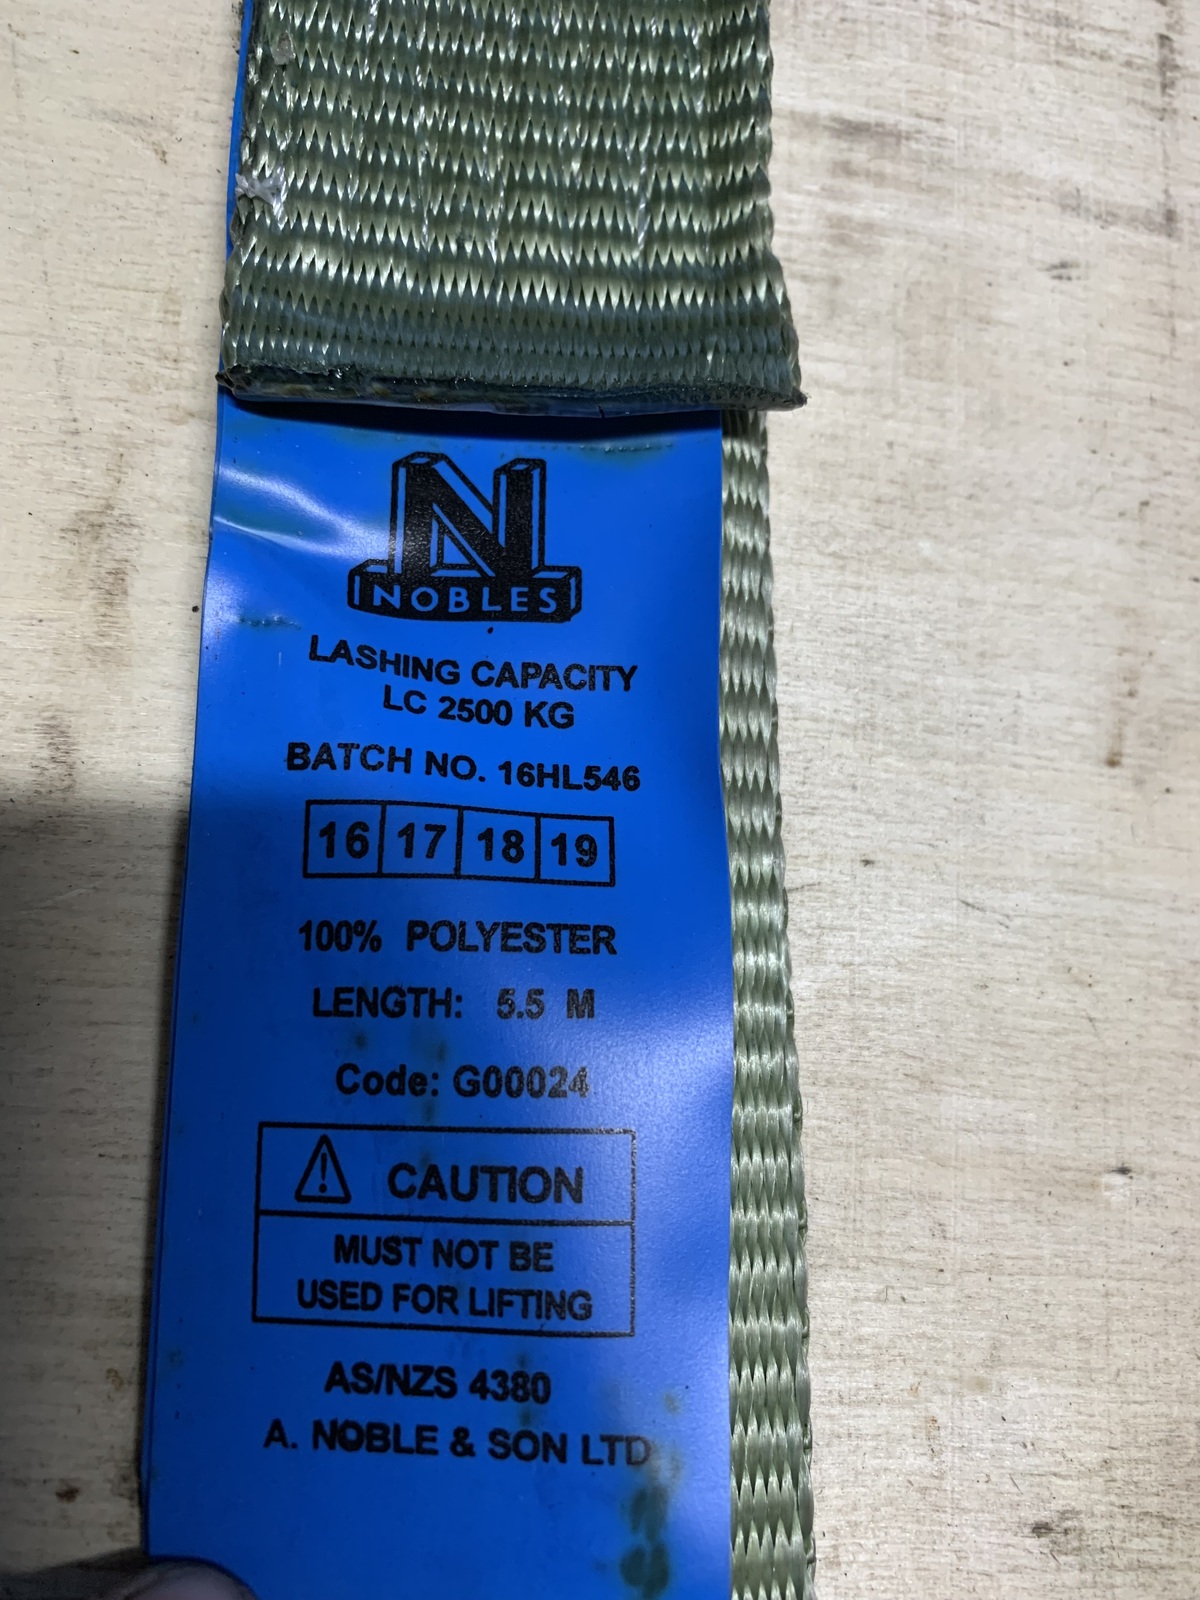 N
NOBLES
LASHING CAPACITY
LC 2500 KG
BATCH NO. 16HL546
16 17 18 19
100% POLYESTER
LENGTH: 5.5 M
Code: G00024
CAUTION
MUST NOT BE
USED FOR LIFTING
AS/NZS 4380
A. NOBLE & SON LTD